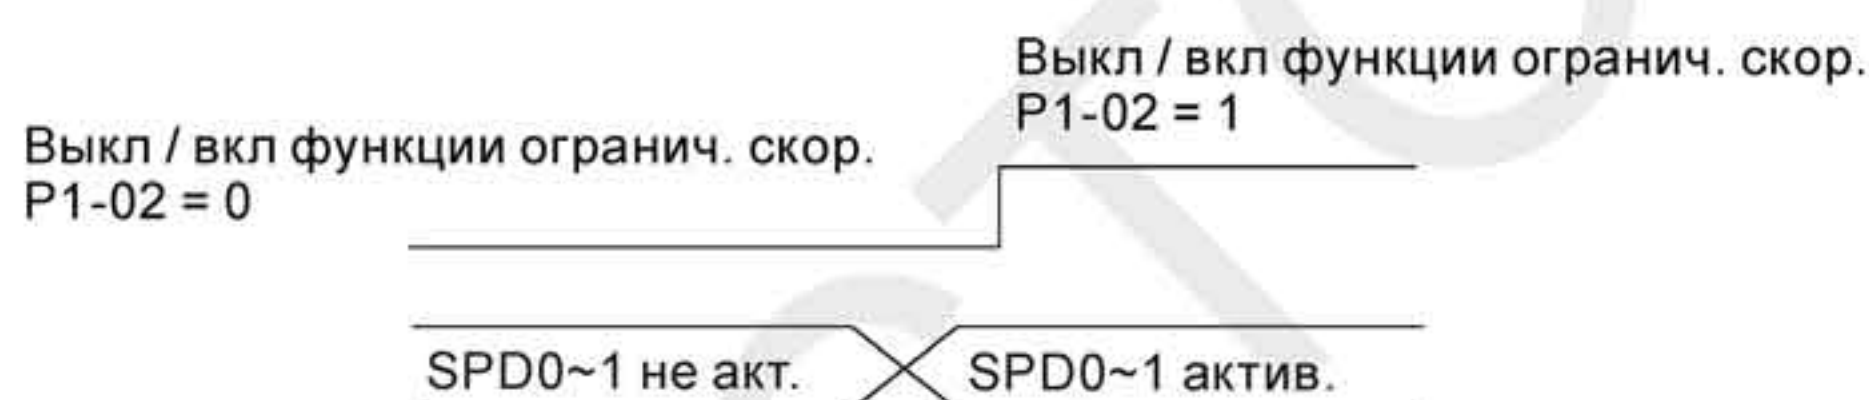 Выкл / вкл функции огранич. скор.
P1-02 = 1
Выкл / вкл функции огранич. скор.
P1-02 = 0
SPD0~1 не акт.
SPD0~1 актив.